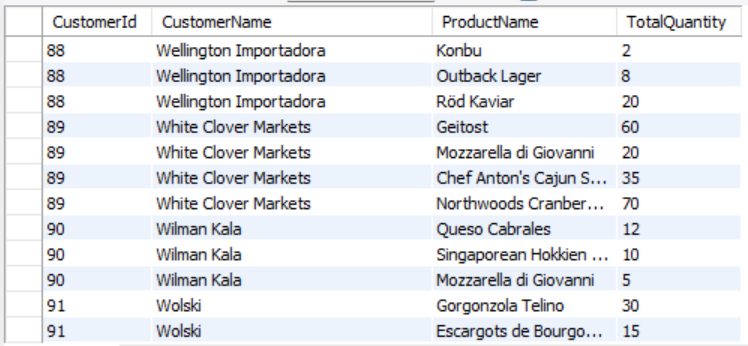 CustomerId CustomerName ProductName TotalQuantity
88 Wellington Importadora Konbu 2
88 Wellington Importadora Outback Lager 8
88 Wellington Importadora Röd Kaviar 20
89 White Clover Markets Geitost 60
89 White Clover Markets Mozzarella di Giovanni 20
89 White Clover Markets Chef Anton's Cajun S... 35
89 White Clover Markets Northwoods Cranber... 70
90 Wilman Kala Queso Cabrales 12
90 Wilman Kala Singaporean Hokkien ... 10
90 Wilman Kala Mozzarella di Giovanni 5
91 Wolski Gorgonzola Telino 30
91 Wolski Escargots de Bourgo... 15